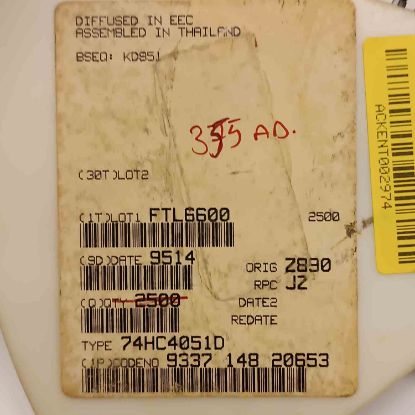 DIFFUSED IN EEC
ASSEMBLED IN THAILAND
BSEQ: KD851
AD.
(30T)LOT2
(1T)LOT1 FTL6600 2500
(9D)DATE 9514
ORIG Z890
RPC JZ
(Q)QTY 2500
DATE2
REDATE
TYPE 74HC4051D
(1P)CODENO 9337 148 20653
ACKENT002974